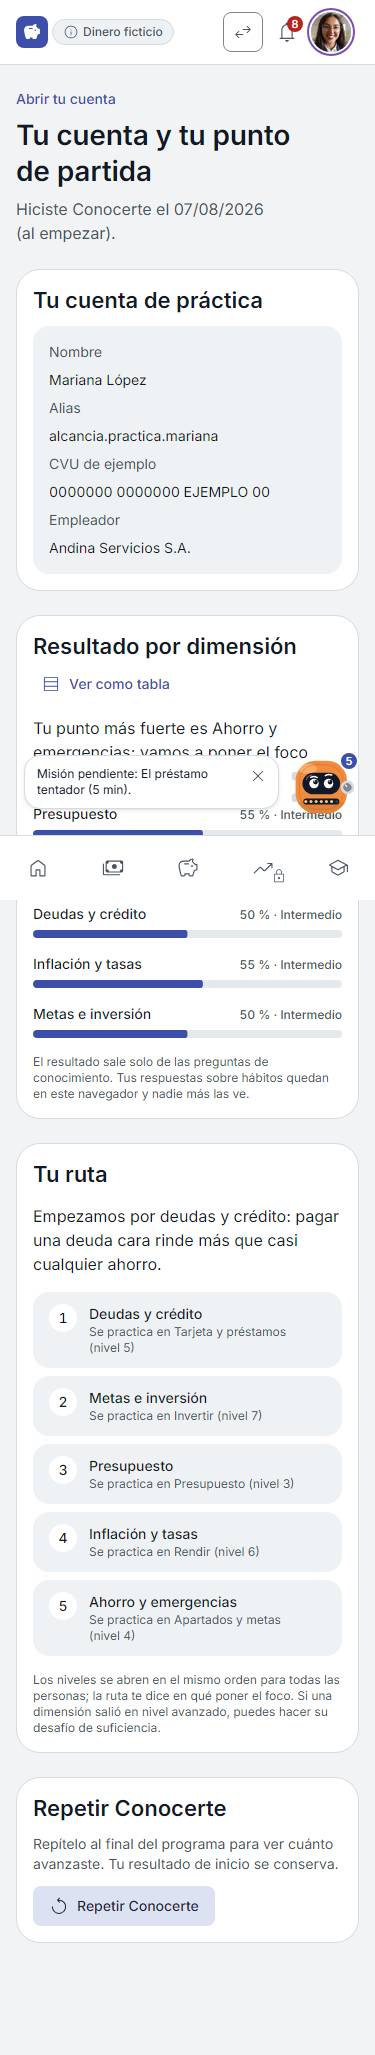 Dinero ficticio
8
Abrir tu cuenta
Tu cuenta y tu punto
de partida
Hiciste Conocerte el 07/08/2026
(al empezar).
Tu cuenta de práctica
Nombre
Mariana López
Alias
alcancia.practica.mariana
CVU de ejemplo
0000000 0000000 EJEMPLO 00
Empleador
Andina Servicios S.A.
Resultado por dimensión
Ver como tabla
Tu punto más fuerte es Ahorro y
emergencias: vamos a poner el foco
5
Misión pendiente: El préstamo
tentador (5 min).
Presupuesto
55 % · Intermedio
Deudas y crédito
50 % · Intermedio
Inflación y tasas
55 % · Intermedio
Metas e inversión
50 % · Intermedio
El resultado sale solo de las preguntas de
conocimiento. Tus respuestas sobre hábitos quedan
en este navegador y nadie más las ve.
Tu ruta
Empezamos por deudas y crédito: pagar
una deuda cara rinde más que casi
cualquier ahorro.
1
Deudas y crédito
Se practica en Tarjeta y préstamos
(nivel 5)
2
Metas e inversión
Se practica en Invertir (nivel 7)
3
Presupuesto
Se practica en Presupuesto (nivel 3)
4
Inflación y tasas
Se practica en Rendir (nivel 6)
5
Ahorro y emergencias
Se practica en Apartados y metas
(nivel 4)
Los niveles se abren en el mismo orden para todas las
personas; la ruta te dice en qué poner el foco. Si una
dimensión salió en nivel avanzado, puedes hacer su
desafío de suficiencia.
Repetir Conocerte
Repítelo al final del programa para ver cuánto
avanzaste. Tu resultado de inicio se conserva.
Repetir Conocerte